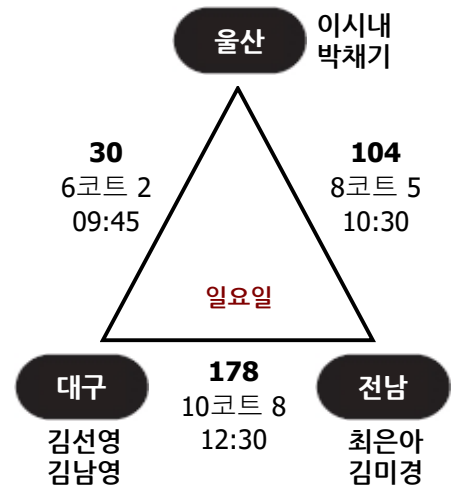 울산
이시내
박채기
30
6코트 2
09:45
104
8코트 5
10:30
일요일
대구
김선영
김남영
178
10코트 8
12:30
전남
최은아
김미경